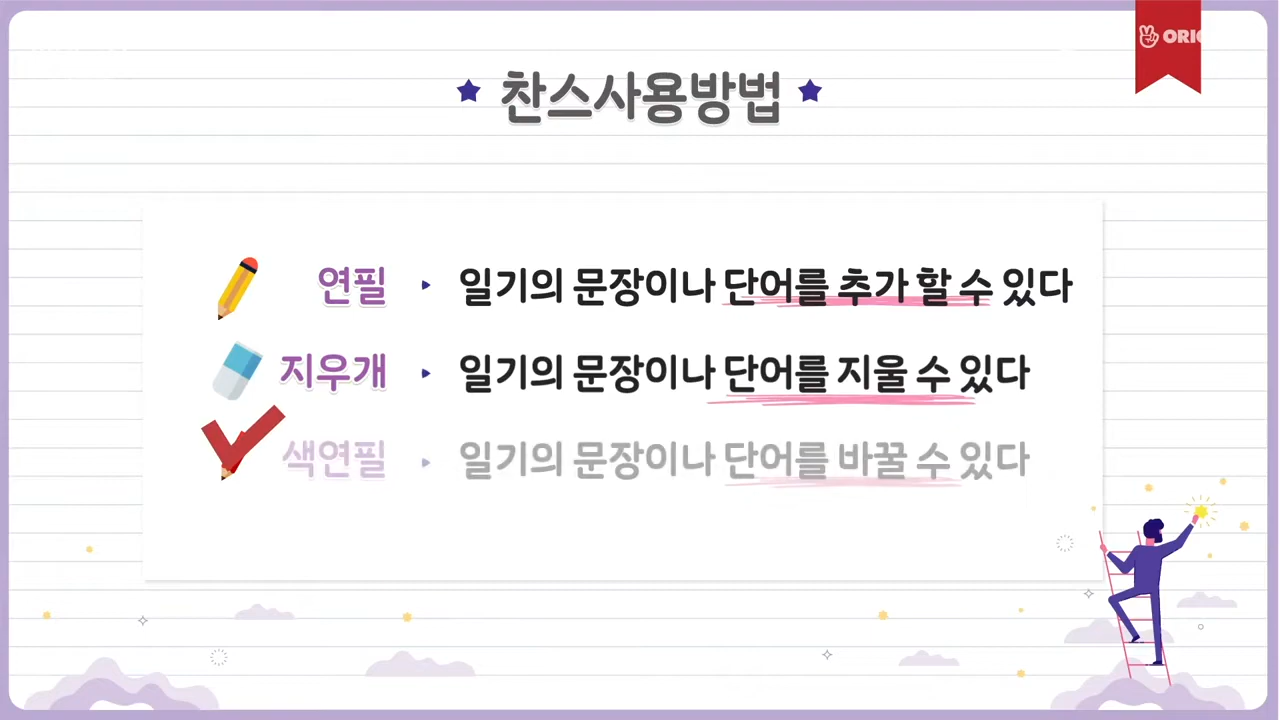 ORIG
찬스사용방법
연필 일기의 문장이나 단어를 추가 할 수 있다
지우개 일기의 문장이나 단어를 지울 수 있다
색연필 일기의 문장이나 단어를 바꿀 수 있다